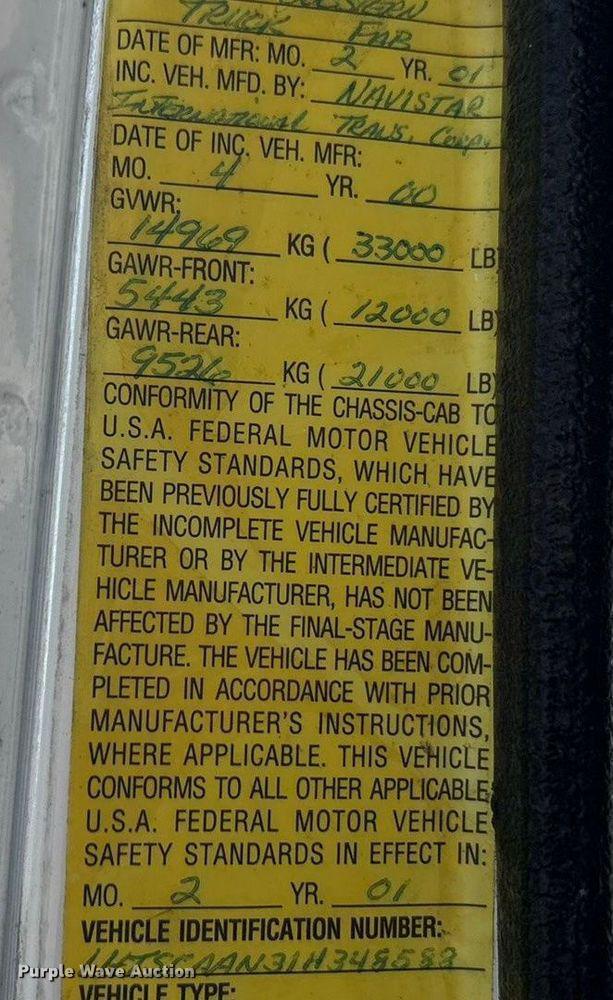 TRUCK FAB
DATE OF MFR: MO. 2 YR. 01
INC. VEH. MFD. BY: NAVISTAR
International TRANS. Corp.
DATE OF INC. VEH. MFR:
MO. 4 YR. 00
GVWR:
14969 KG ( 33000 LB)
GAWR-FRONT:
5443 KG ( 12000 LB)
GAWR-REAR:
9526 KG ( 21000 LB)
CONFORMITY OF THE CHASSIS-CAB TO
U.S.A. FEDERAL MOTOR VEHICLE
SAFETY STANDARDS, WHICH HAVE
BEEN PREVIOUSLY FULLY CERTIFIED BY
THE INCOMPLETE VEHICLE MANUFAC-
TURER OR BY THE INTERMEDIATE VE-
HICLE MANUFACTURER, HAS NOT BEEN
AFFECTED BY THE FINAL-STAGE MANU-
FACTURE. THE VEHICLE HAS BEEN COM-
PLETED IN ACCORDANCE WITH PRIOR
MANUFACTURER'S INSTRUCTIONS,
WHERE APPLICABLE. THIS VEHICLE
CONFORMS TO ALL OTHER APPLICABLE
U.S.A. FEDERAL MOTOR VEHICLE
SAFETY STANDARDS IN EFFECT IN:
MO. 2 YR. 01
VEHICLE IDENTIFICATION NUMBER:
Purple Wave Auction
VEHICLE TYPE: